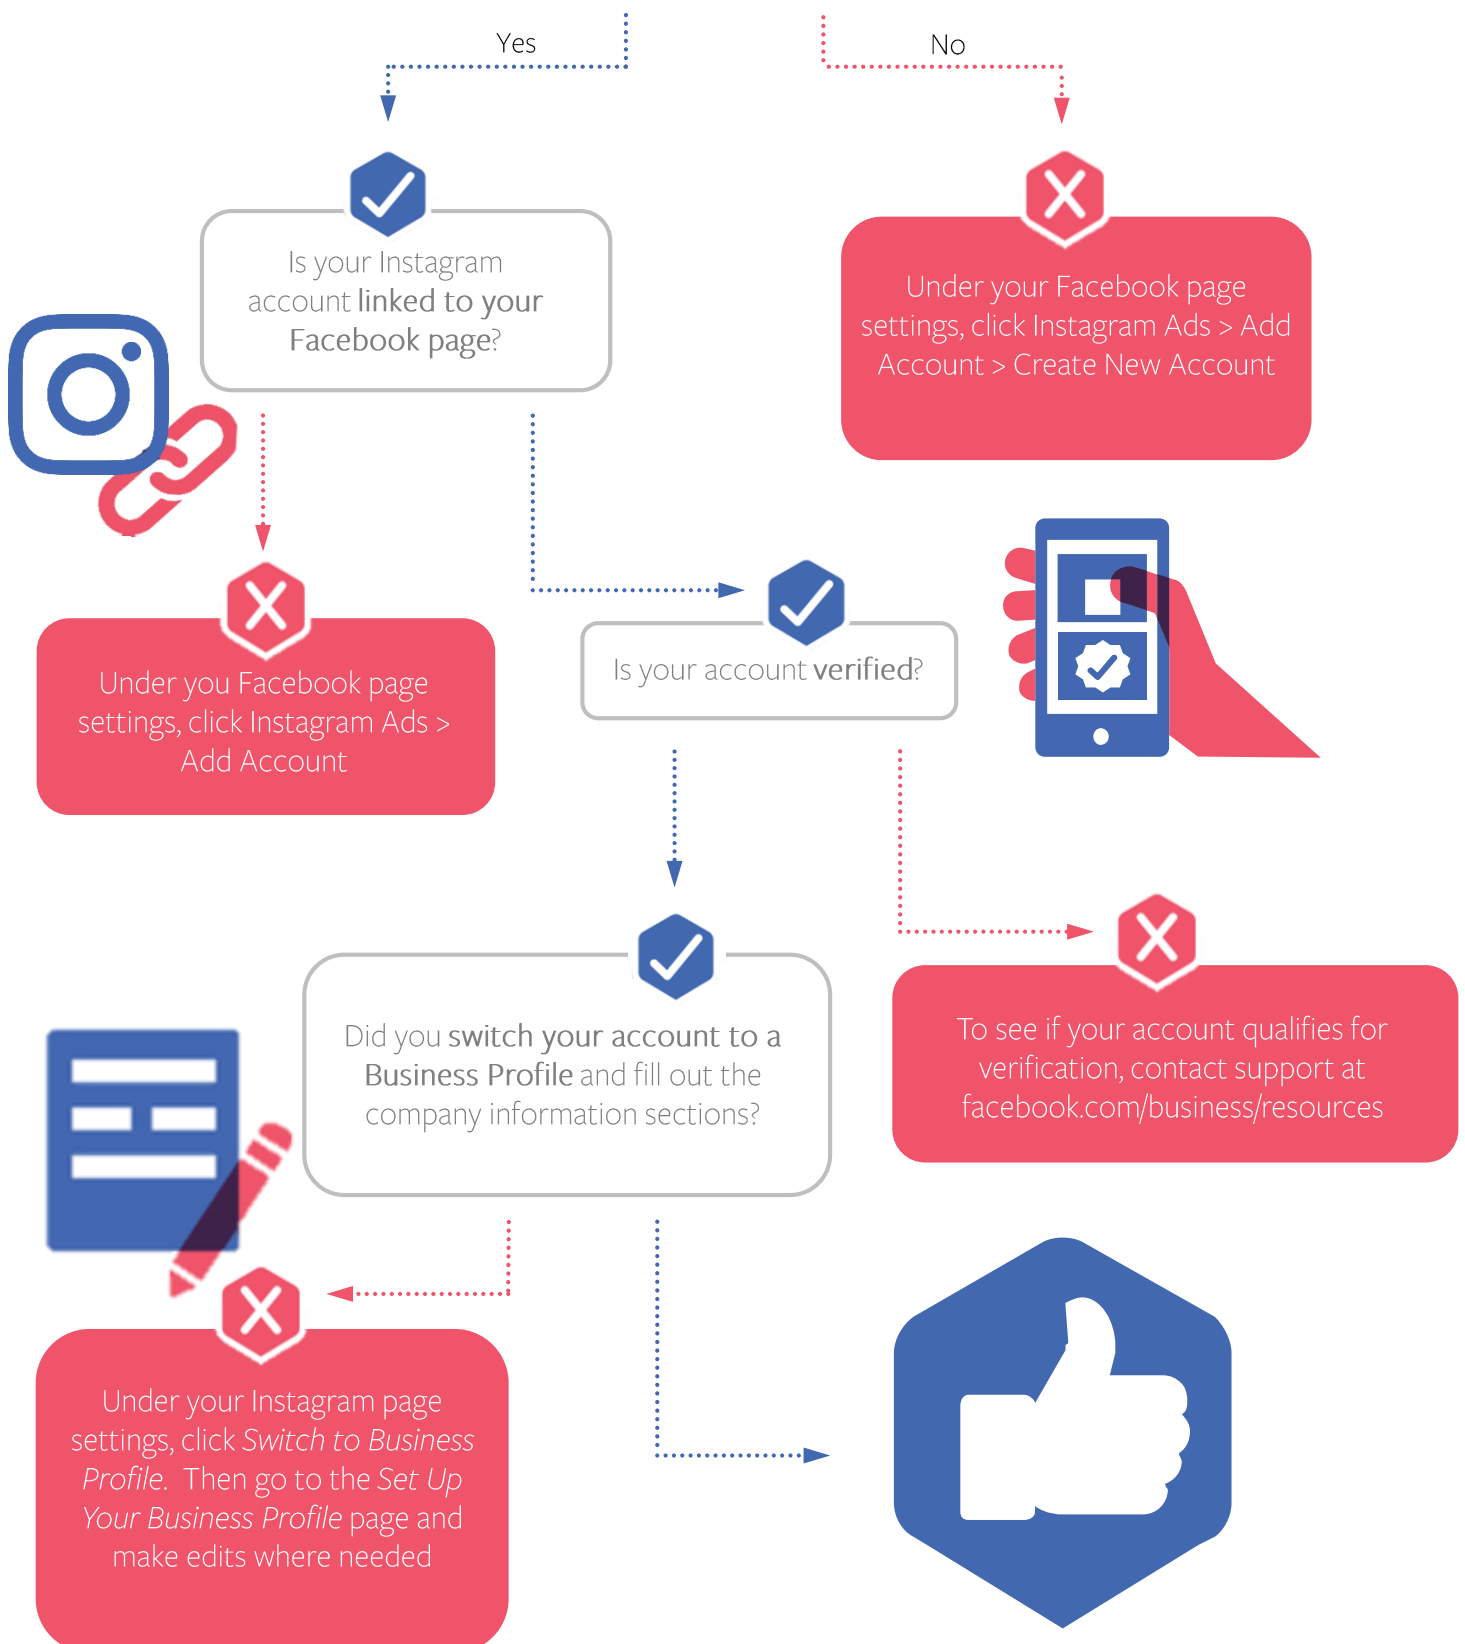 Yes
No
Is your Instagram
account linked to your
Facebook page?
Under your Facebook page
settings, click Instagram Ads > Add
Account > Create New Account
Under you Facebook page
settings, click Instagram Ads >
Add Account
Is your account verified?
Did you switch your account to a
Business Profile and fill out the
company information sections?
To see if your account qualifies for
verification, contact support at
facebook.com/business/resources
Under your Instagram page
settings, click Switch to Business
Profile. Then go to the Set Up
Your Business Profile page and
make edits where needed